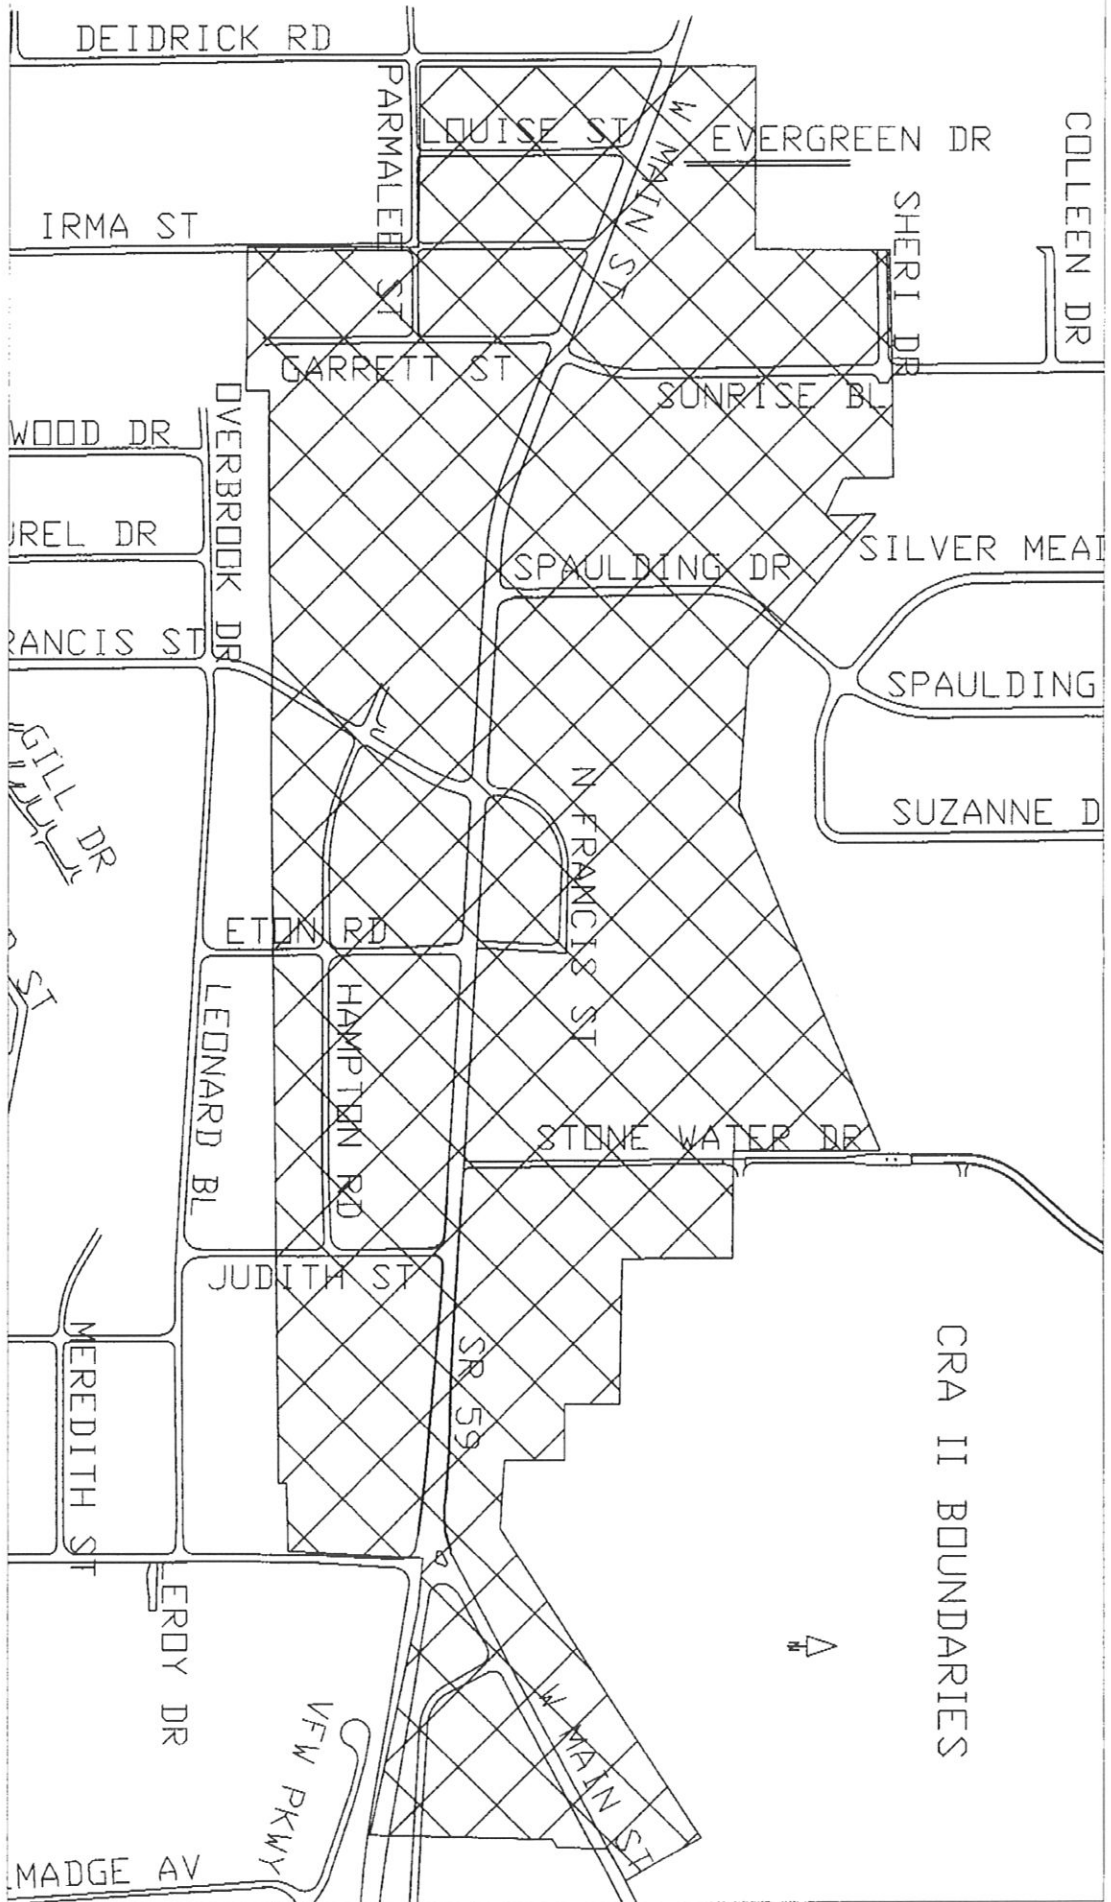 DEIDRICK RD
PARMALEE ST
LOUISE ST
W MAIN ST
EVERGREEN DR
COLLEEN DR
SHERI DR
IRMA ST
GARRETT ST
SUNRISE BL
OVERBROOK DR
WOOD DR
UREL DR
SPAULDING DR
SILVER MEAD
RANCIS ST
SPAULDING
GILL DR
N FRANCIS ST
SUZANNE D
ETON RD
ST
LEONARD BL
HAMPTON RD
STONE WATER DR
JUDITH ST
MEREDITH ST
SR 59
CRA II BOUNDARIES
N
LEROY DR
VFW PKWY
W MAIN ST
LMADGE AV